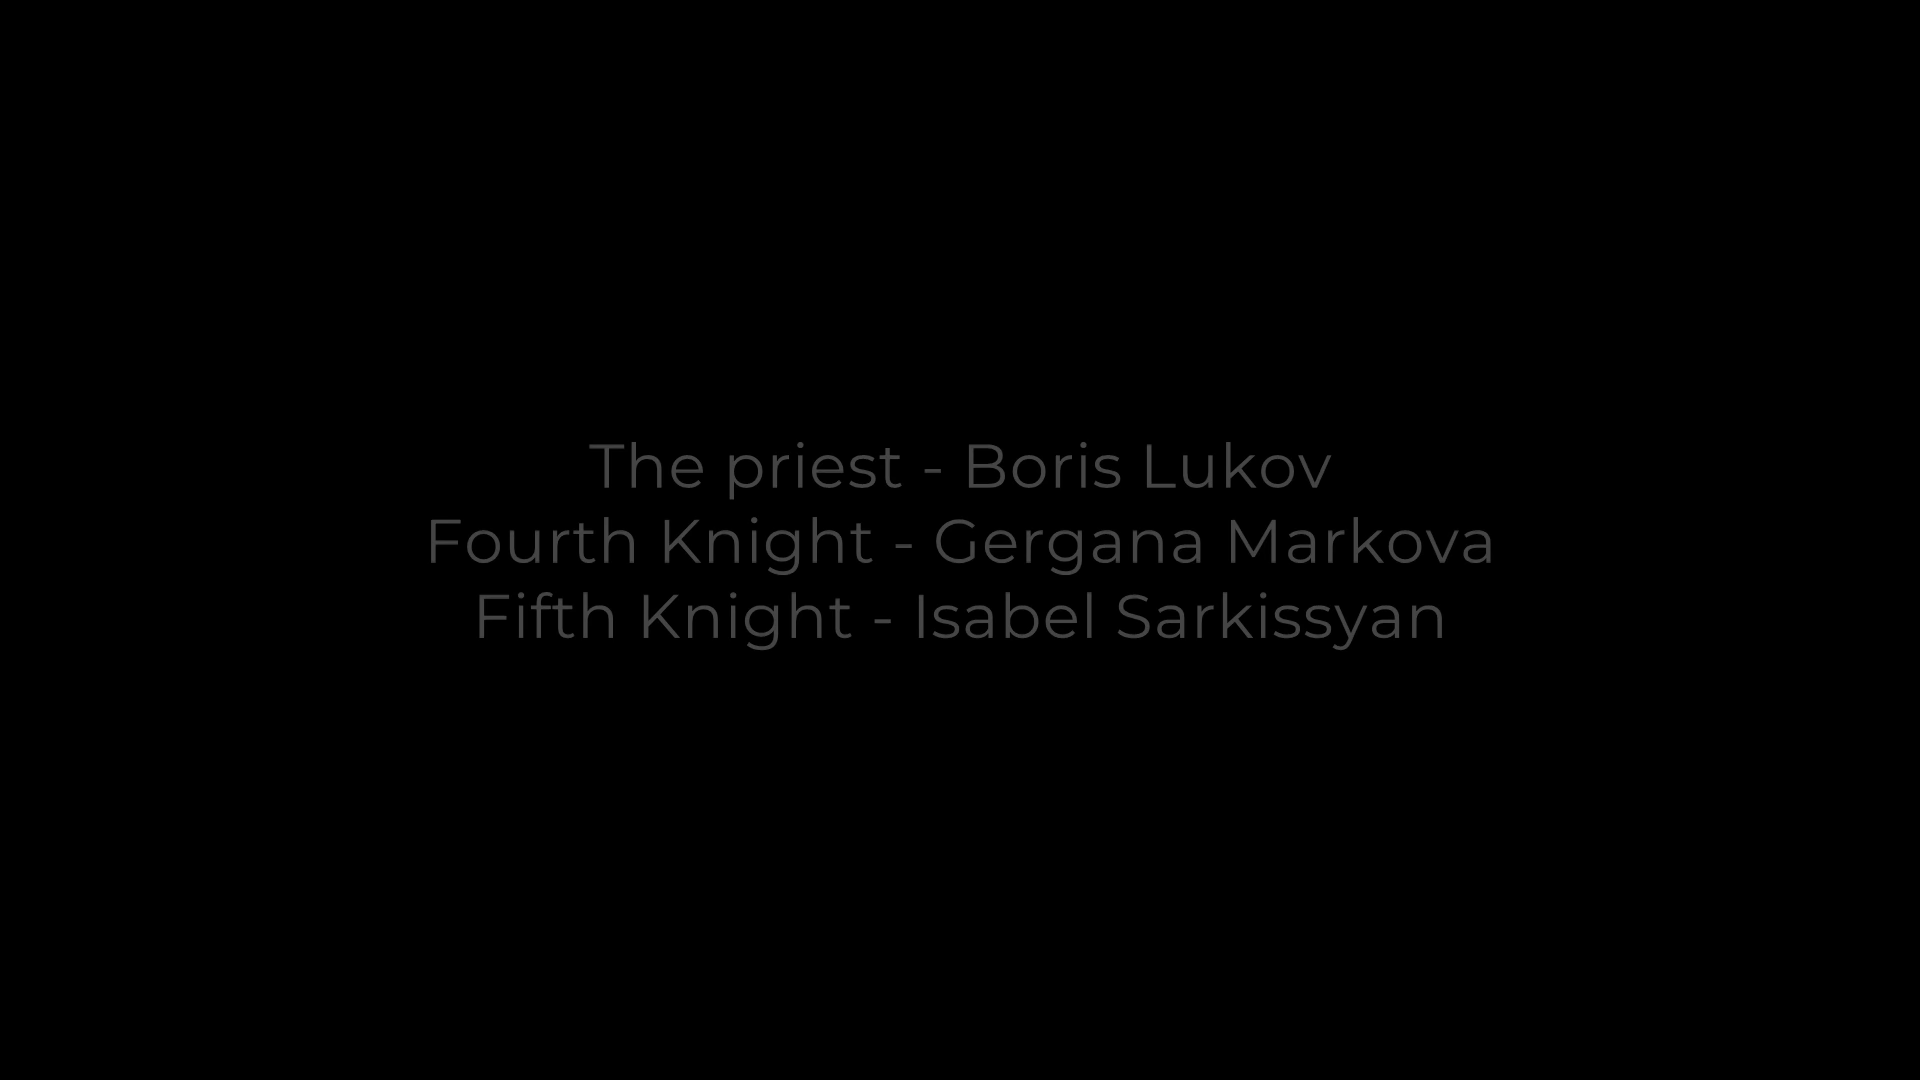 The priest - Boris Lukov
Fourth Knight - Gergana Markova
Fifth Knight - Isabel Sarkissyan